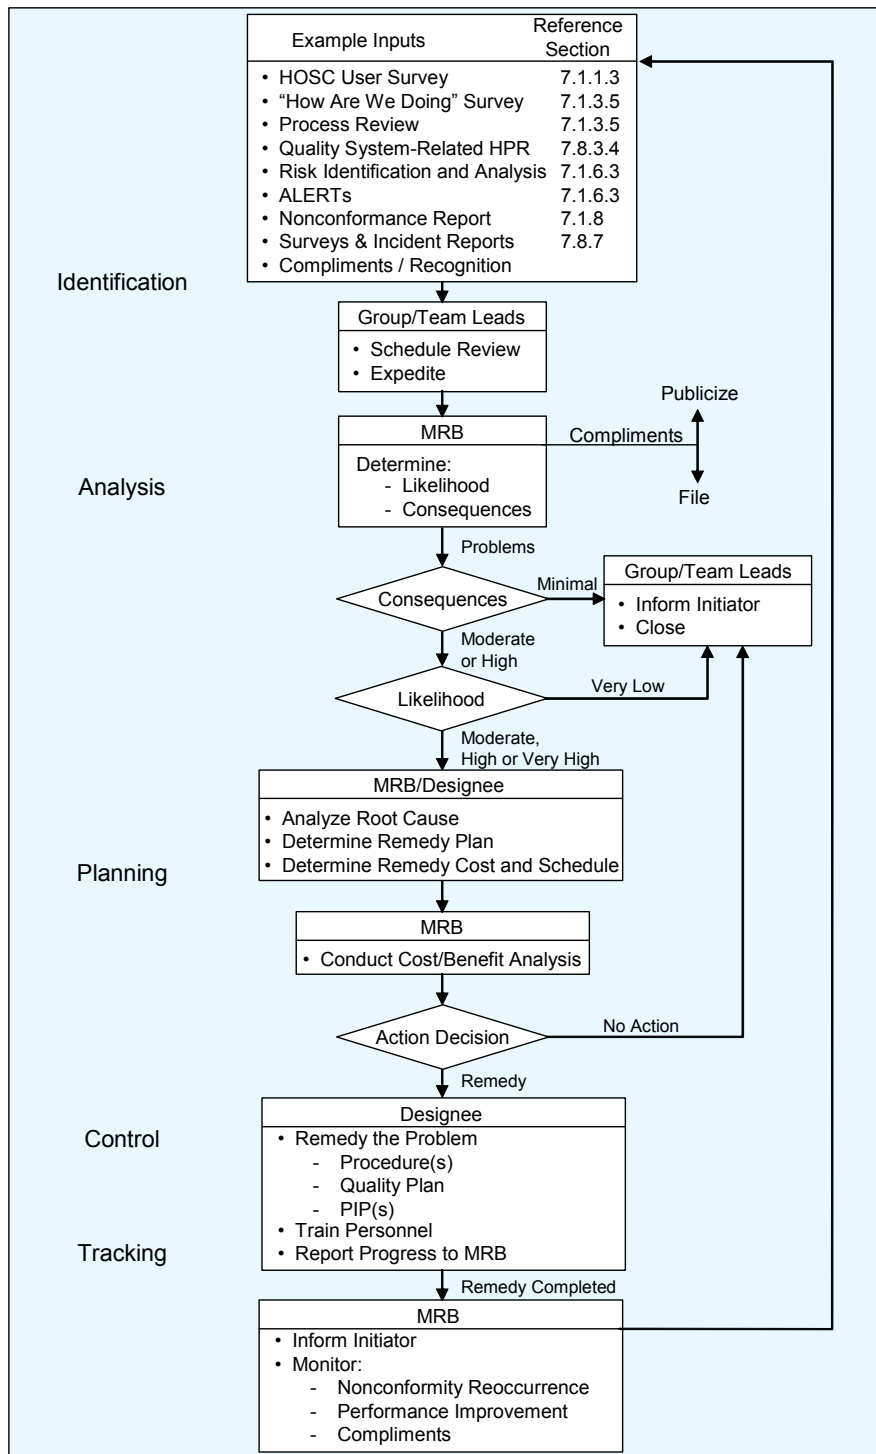 Example Inputs Reference Section
• HOSC User Survey 7.1.1.3
• “How Are We Doing” Survey 7.1.3.5
• Process Review 7.1.3.5
• Quality System-Related HPR 7.8.3.4
• Risk Identification and Analysis 7.1.6.3
• ALERTs 7.1.6.3
• Nonconformance Report 7.1.8
• Surveys & Incident Reports 7.8.7
• Compliments / Recognition
Identification
Group/Team Leads
• Schedule Review
• Expedite
Publicize
MRB
Compliments
Determine:
- Likelihood
- Consequences
Analysis
File
Problems
Consequences
Minimal
Group/Team Leads
• Inform Initiator
• Close
Moderate
or High
Likelihood
Very Low
Moderate,
High or Very High
MRB/Designee
• Analyze Root Cause
• Determine Remedy Plan
• Determine Remedy Cost and Schedule
Planning
MRB
• Conduct Cost/Benefit Analysis
Action Decision
No Action
Remedy
Designee
Control
• Remedy the Problem
- Procedure(s)
- Quality Plan
- PIP(s)
• Train Personnel
• Report Progress to MRB
Tracking
Remedy Completed
MRB
• Inform Initiator
• Monitor:
- Nonconformity Reoccurrence
- Performance Improvement
- Compliments